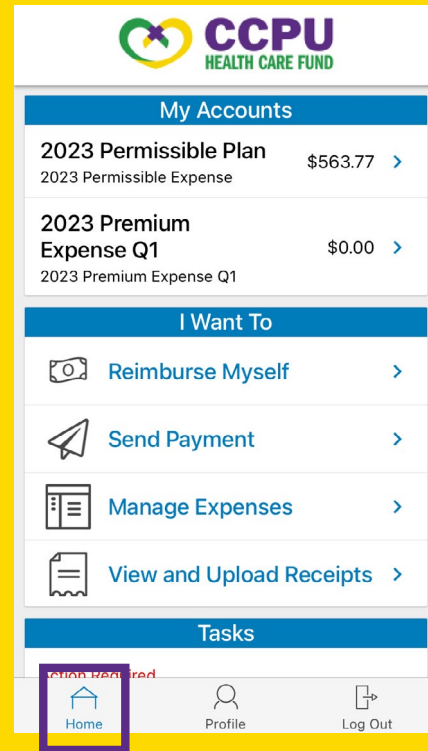 CCPU
HEALTH CARE FUND
My Accounts
2023 Permissible Plan
2023 Permissible Expense
$563.77
2023 Premium
Expense Q1
2023 Premium Expense Q1
$0.00
I Want To
Reimburse Myself
Send Payment
Manage Expenses
View and Upload Receipts
Tasks
Action Required
Home
Profile
Log Out